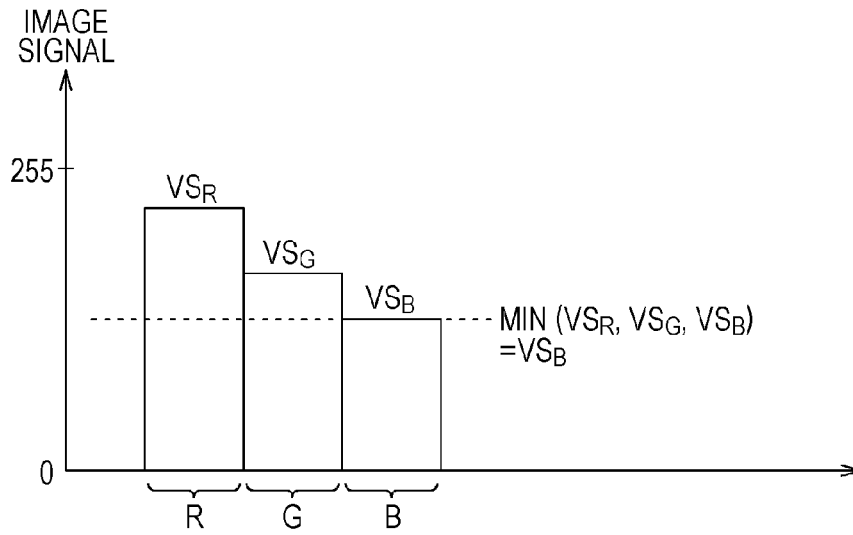 IMAGE
SIGNAL
255
VSR
VSG
VSB
MIN (VSR, VSG, VSB)
=VSB
0
R G B